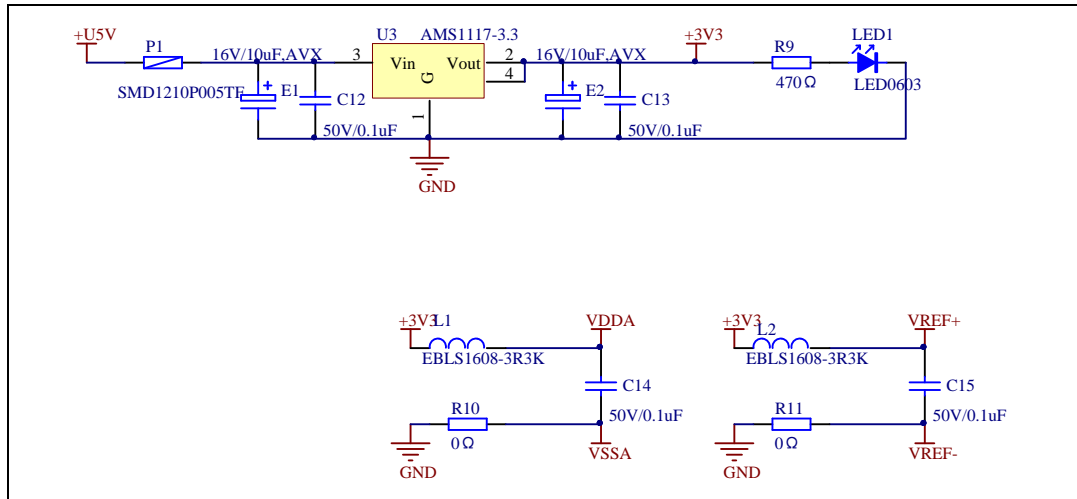 +U5V
P1
SMD1210P005TF
16V/10uF,AVX
E1
C12
50V/0.1uF
U3
AMS1117-3.3
3
Vin
Vout
G
2
4
1
GND
16V/10uF,AVX
E2
C13
50V/0.1uF
+3V3
R9
470Ω
LED1
LED0603
+3V3
L1
EBLS1608-3R3K
VDDA
C14
50V/0.1uF
R10
0Ω
GND
VSSA
+3V3
L2
EBLS1608-3R3K
VREF+
C15
50V/0.1uF
R11
0Ω
GND
VREF-